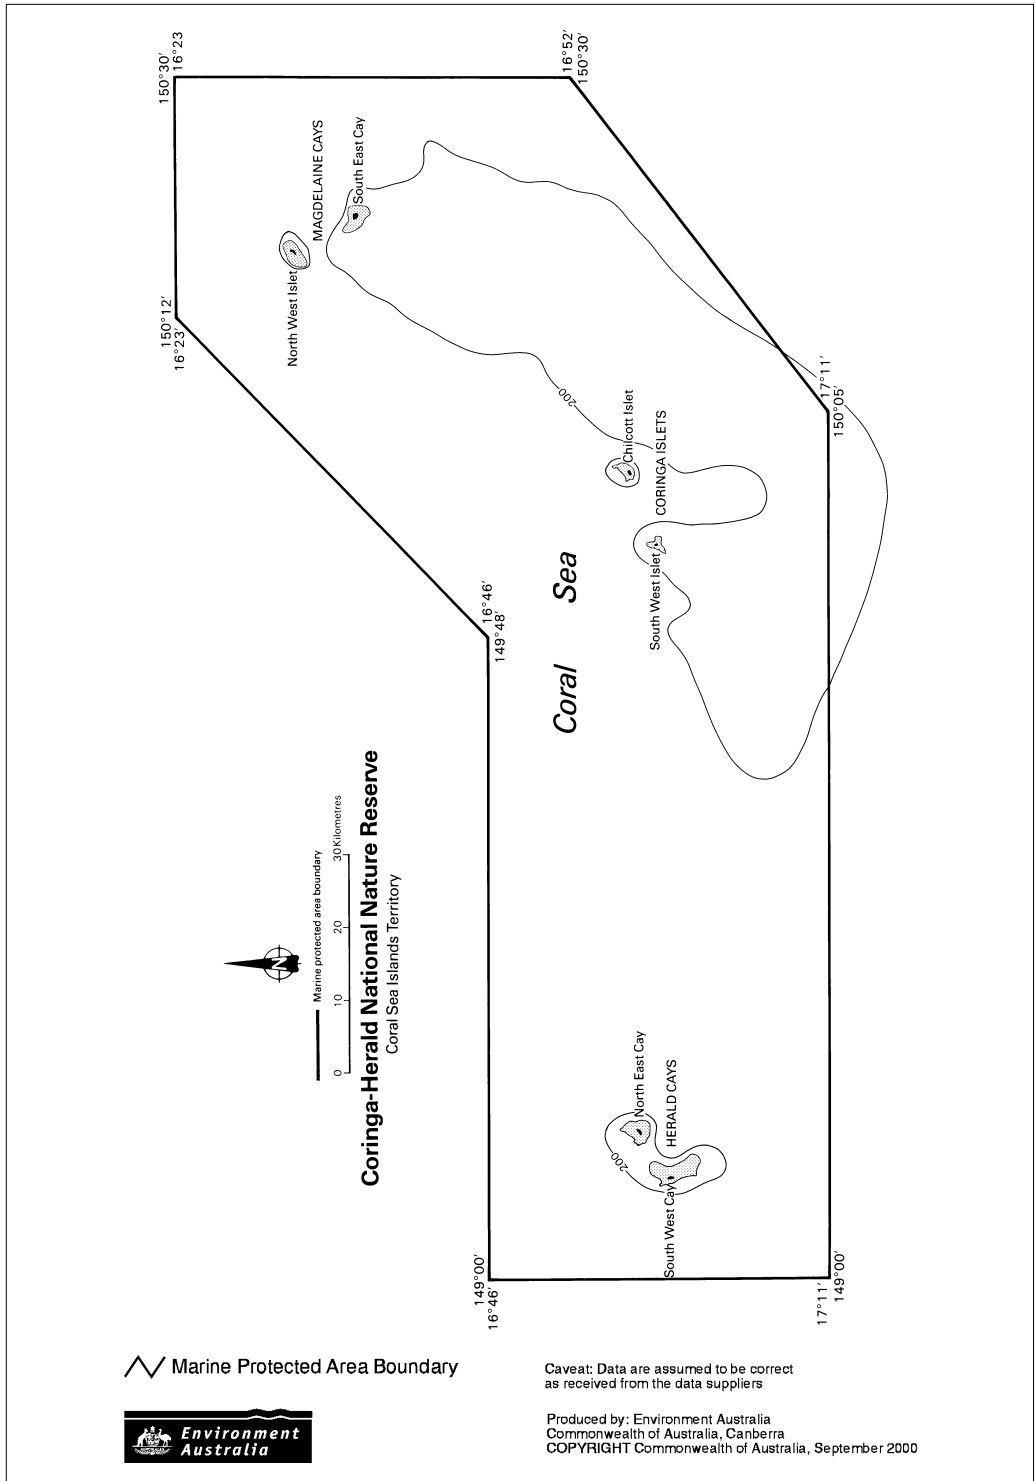 150°30′
16°23
16°52′
150°30′
MAGDELAINE CAYS
South East Cay
North West Islet
150°12′
16°23′
200
Chilcott Islet
CORINGA ISLETS
South West Islet
17°11′
150°05′
16°46′
149°48′
Coral Sea
Marine protected area boundary
0 10 20 30 Kilometres
N
Coringa-Herald National Nature Reserve
Coral Sea Islands Territory
North East Cay
HERALD CAYS
200
South West Cay
149°00′
16°46′
17°11′
149°00′
Marine Protected Area Boundary
Caveat: Data are assumed to be correct
as received from the data suppliers
Environment
Australia
Produced by: Environment Australia
Commonwealth of Australia, Canberra
COPYRIGHT Commonwealth of Australia, September 2000